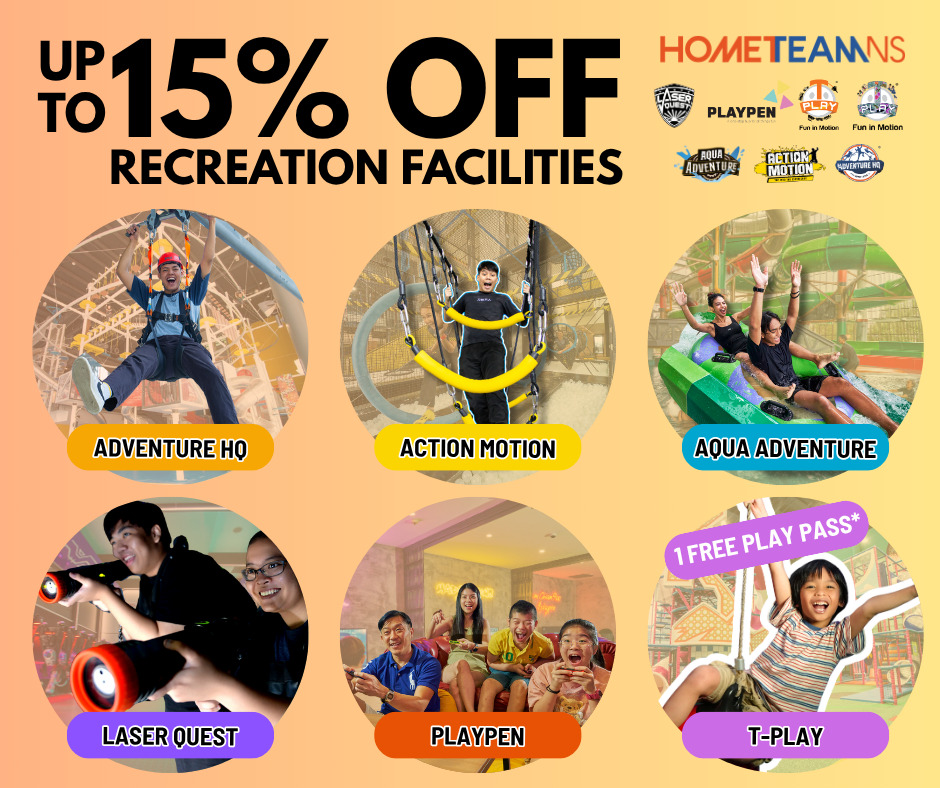 UP
TO
15% OFF
RECREATION FACILITIES
HOMETEAMNS
LASER
QUEST
PLAYPEN
T
PLAY
Fun in Motion
T
PLAY
Fun in Motion
AQUA
ADVENTURE
ACTION
MOTION
ADVENTURE HQ
ADVENTURE HQ
ACTION MOTION
AQUA ADVENTURE
LASER QUEST
PLAYPEN
1 FREE PLAY PASS*
T-PLAY